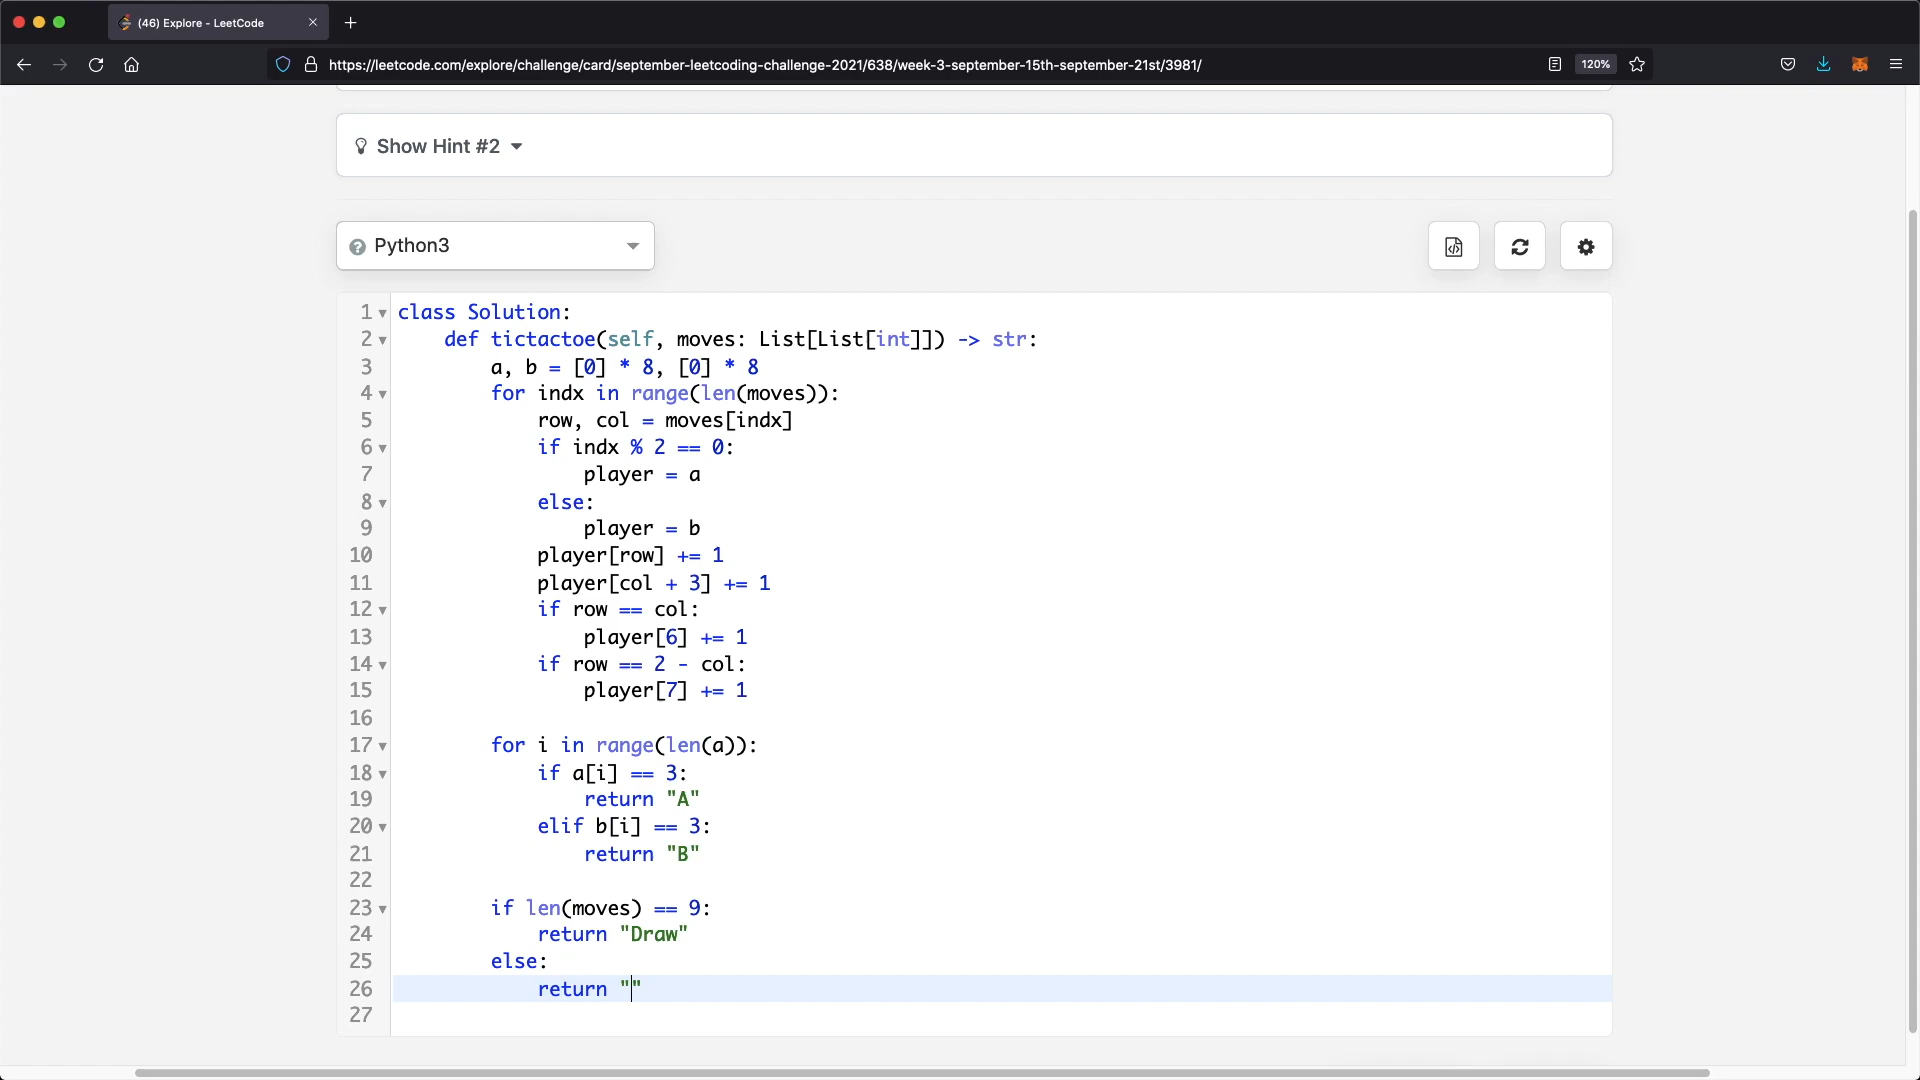 (46) Explore - LeetCode
https://leetcode.com/explore/challenge/card/september-leetcoding-challenge-2021/638/week-3-september-15th-september-21st/3981/
120%
Show Hint #2
Python3
1 class Solution:
2     def tictactoe(self, moves: List[List[int]]) -> str:
3         a, b = [0] * 8, [0] * 8
4         for indx in range(len(moves)):
5             row, col = moves[indx]
6             if indx % 2 == 0:
7                 player = a
8             else:
9                 player = b
10             player[row] += 1
11             player[col + 3] += 1
12             if row == col:
13                 player[6] += 1
14             if row == 2 - col:
15                 player[7] += 1
16
17         for i in range(len(a)):
18             if a[i] == 3:
19                 return "A"
20             elif b[i] == 3:
21                 return "B"
22
23         if len(moves) == 9:
24             return "Draw"
25         else:
26             return ""
27